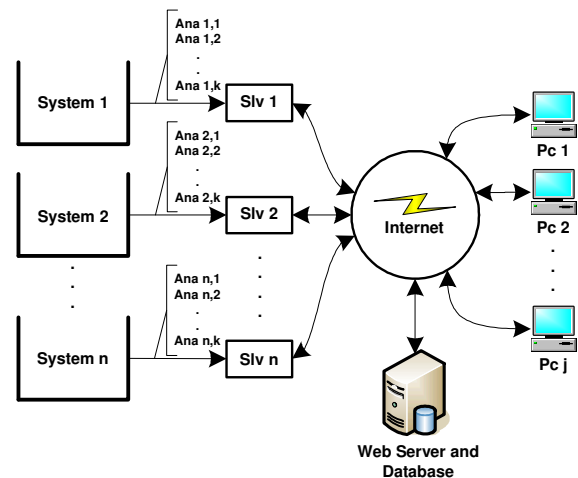 Ana 1,1
Ana 1,2
.
.
Ana 1,k
System 1
Slv 1
Pc 1
Ana 2,1
Ana 2,2
.
.
Ana 2,k
System 2
Slv 2
Internet
Pc 2
.
.
.
.
.
.
.
.
.
.
Ana n,1
Ana n,2
.
.
Ana n,k
System n
Slv n
Pc j
Web Server and
Database